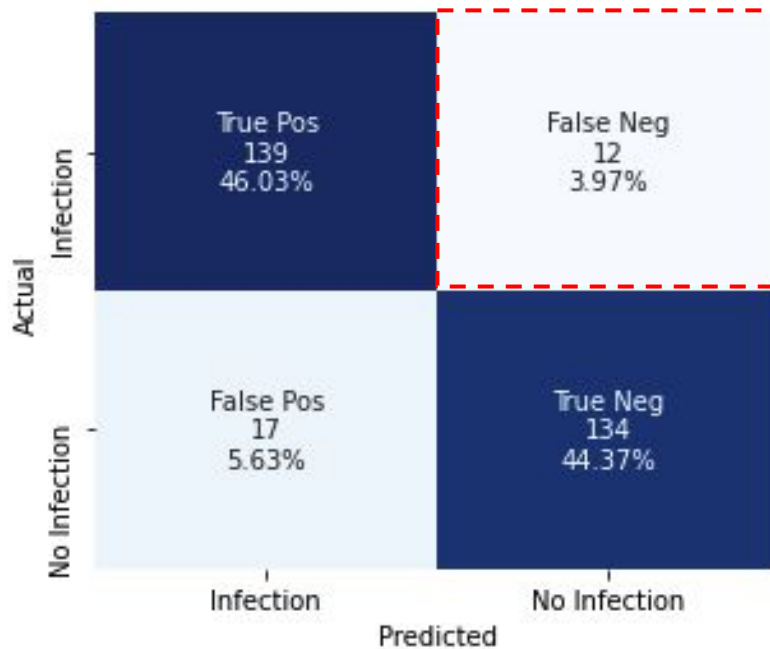 True Pos
139
46.03%
False Neg
12
3.97%
Infection
Actual
False Pos
17
5.63%
True Neg
134
44.37%
No Infection
Infection
No Infection
Predicted